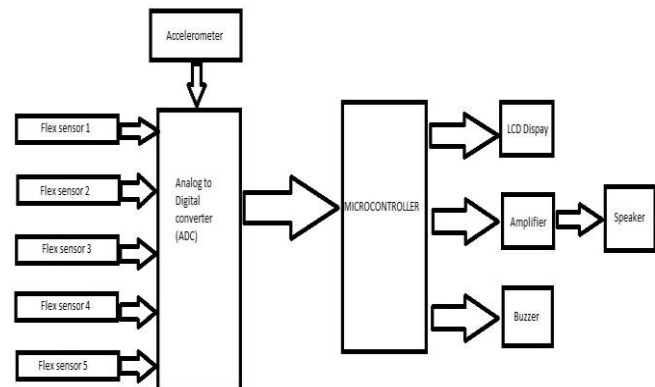 Accelerometer
Flex sensor 1
Flex sensor 2
Flex sensor 3
Flex sensor 4
Flex sensor 5
Analog to
Digital
converter
(ADC)
MICROCONTROLLER
LCD Dispay
Amplifier
Speaker
Buzzer